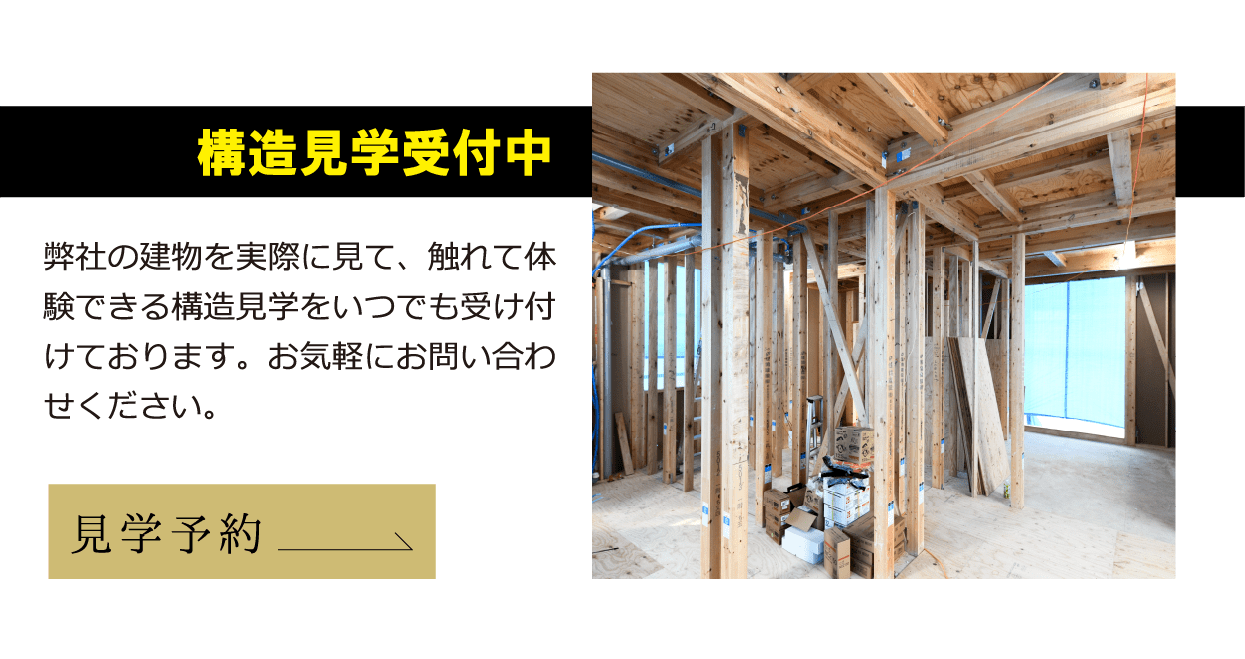 構造見学受付中
弊社の建物を実際に見て、触れて体
験できる構造見学をいつでも受け付
けております。お気軽にお問い合わ
せください。
見学予約